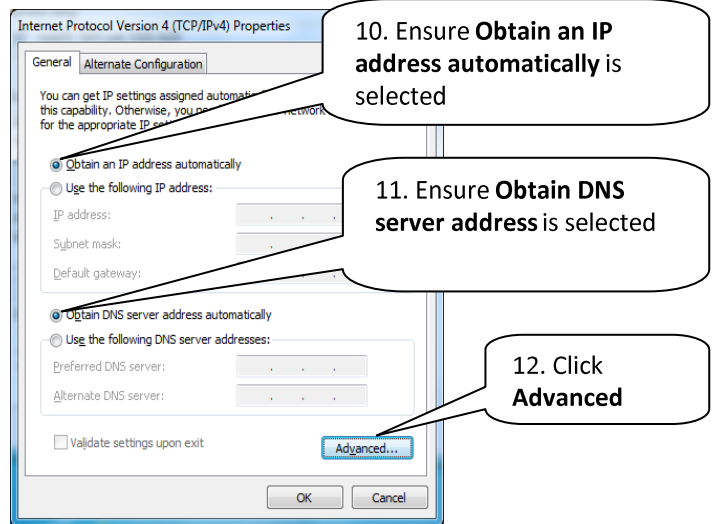 Internet Protocol Version 4 (TCP/IPv4) Properties
10. Ensure Obtain an IP
address automatically is
selected
General
Alternate Configuration
You can get IP settings assigned
this capability. Otherwise, you
for the appropriate IP
Obtain an IP address automatically
Use the following IP address:
IP address:
Subnet mask:
Default gateway:
11. Ensure Obtain DNS
server address is selected
Obtain DNS server address automatically
Use the following DNS server addresses:
Preferred DNS server:
Alternate DNS server:
12. Click
Advanced
Validate settings upon exit
Advanced...
OK
Cancel